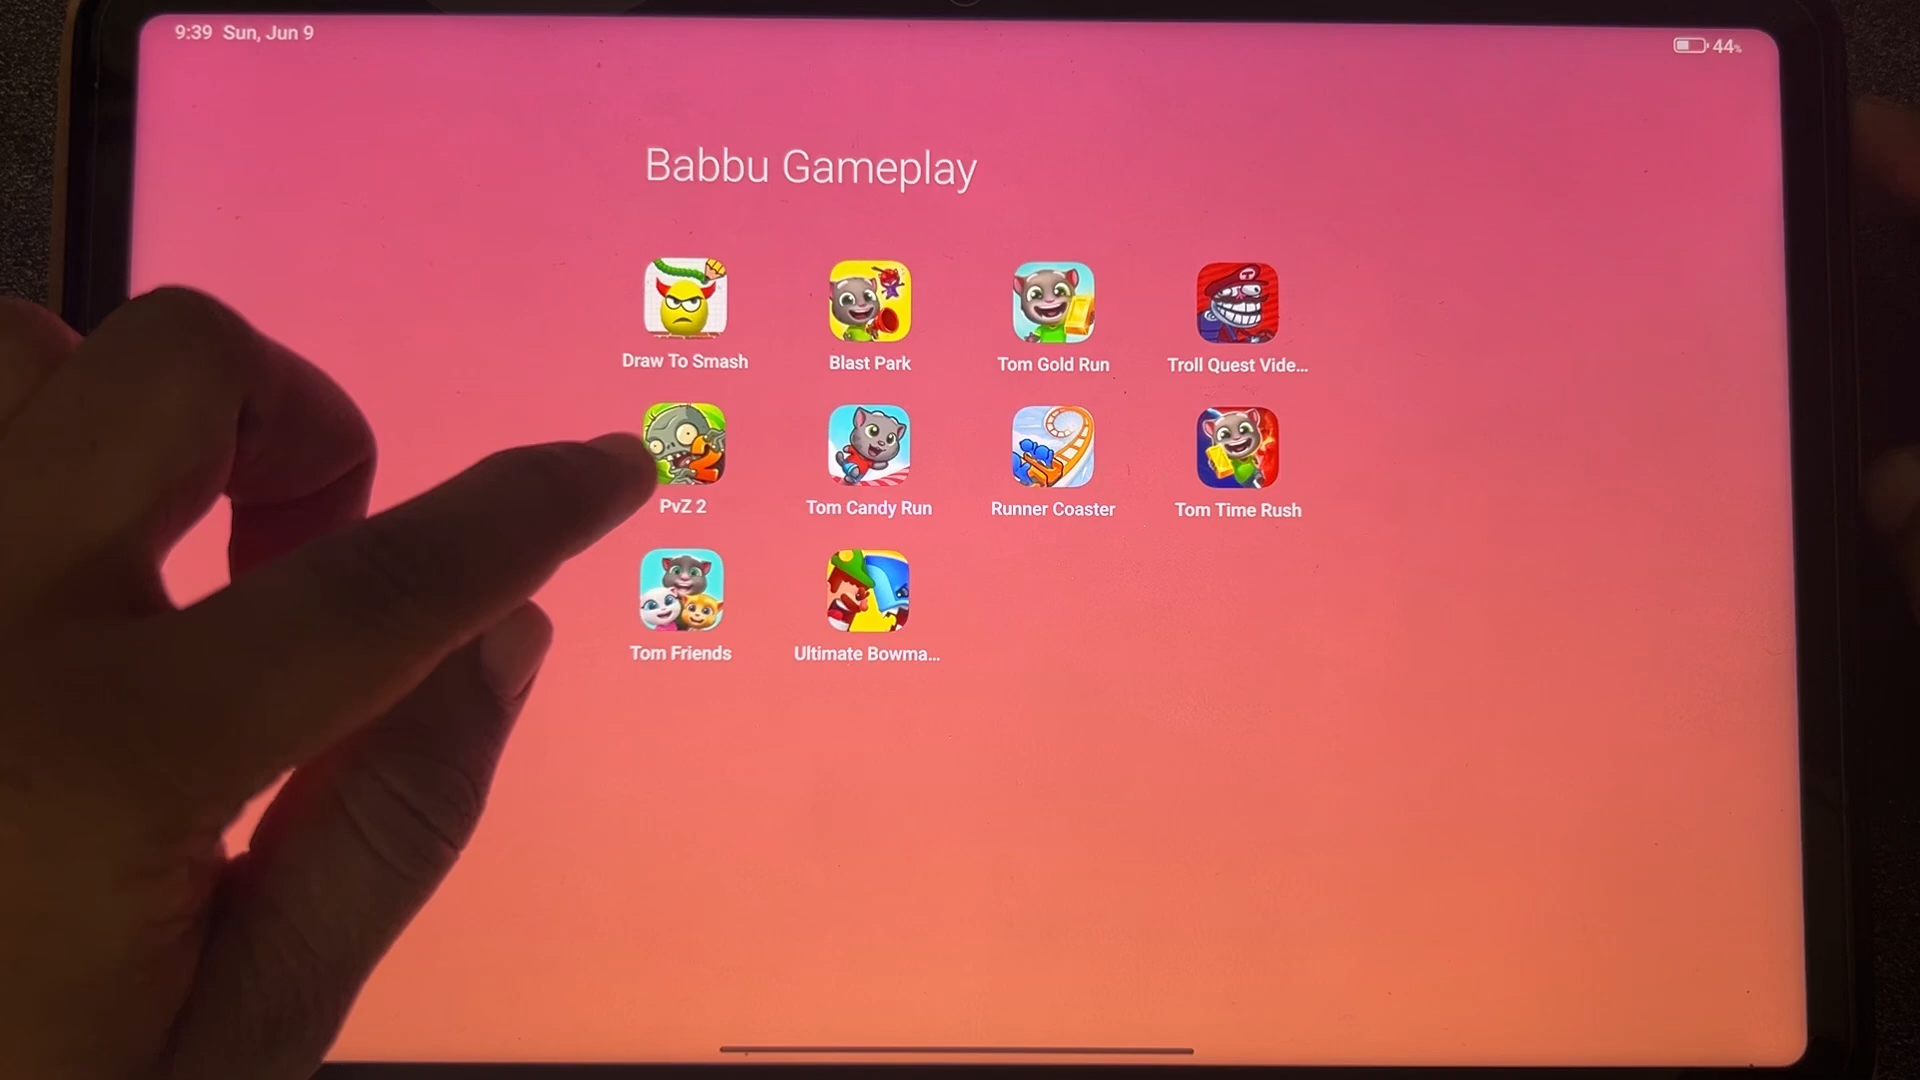 9:39 Sun, Jun 9
44%
Babbu Gameplay
Draw To Smash
Blast Park
Tom Gold Run
Troll Quest Vide...
PvZ 2
Tom Candy Run
Runner Coaster
Tom Time Rush
Tom Friends
Ultimate Bowma...